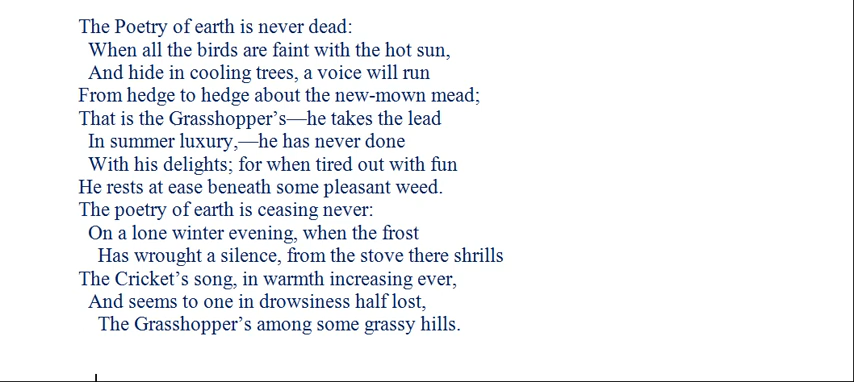 The Poetry of earth is never dead:
When all the birds are faint with the hot sun,
And hide in cooling trees, a voice will run
From hedge to hedge about the new-mown mead;
That is the Grasshopper’s—he takes the lead
In summer luxury,—he has never done
With his delights; for when tired out with fun
He rests at ease beneath some pleasant weed.
The poetry of earth is ceasing never:
On a lone winter evening, when the frost
Has wrought a silence, from the stove there shrills
The Cricket’s song, in warmth increasing ever,
And seems to one in drowsiness half lost,
The Grasshopper’s among some grassy hills.